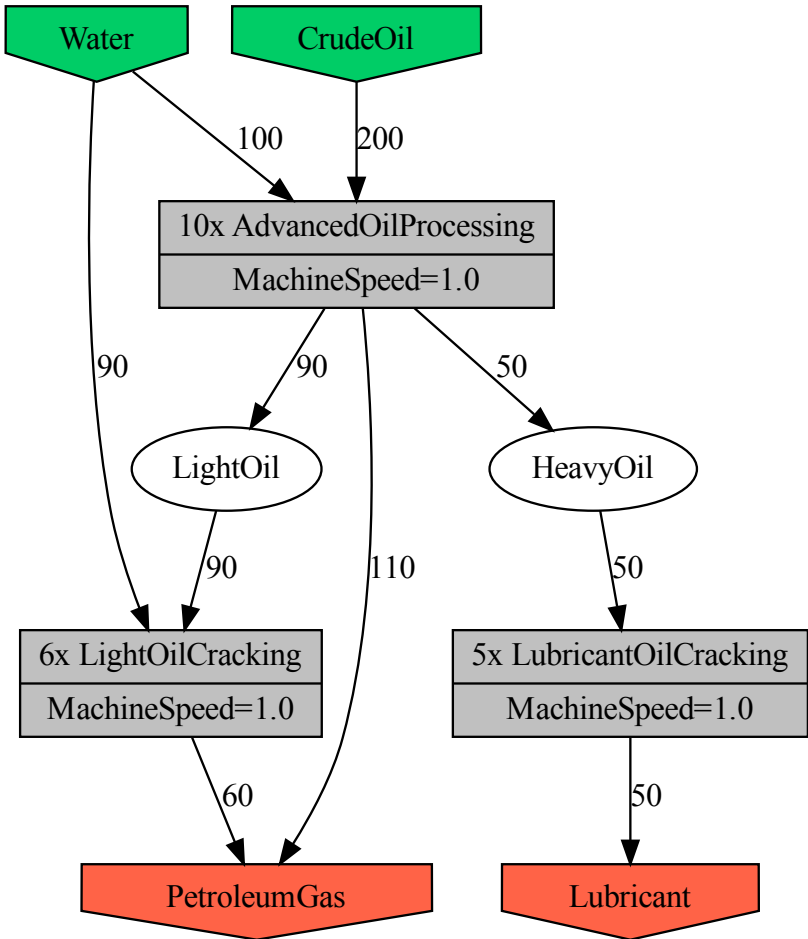 Water
CrudeOil
100
200
10x AdvancedOilProcessing
MachineSpeed=1.0
90
90
50
LightOil
HeavyOil
90
110
50
6x LightOilCracking
MachineSpeed=1.0
5x LubricantOilCracking
MachineSpeed=1.0
60
50
PetroleumGas
Lubricant